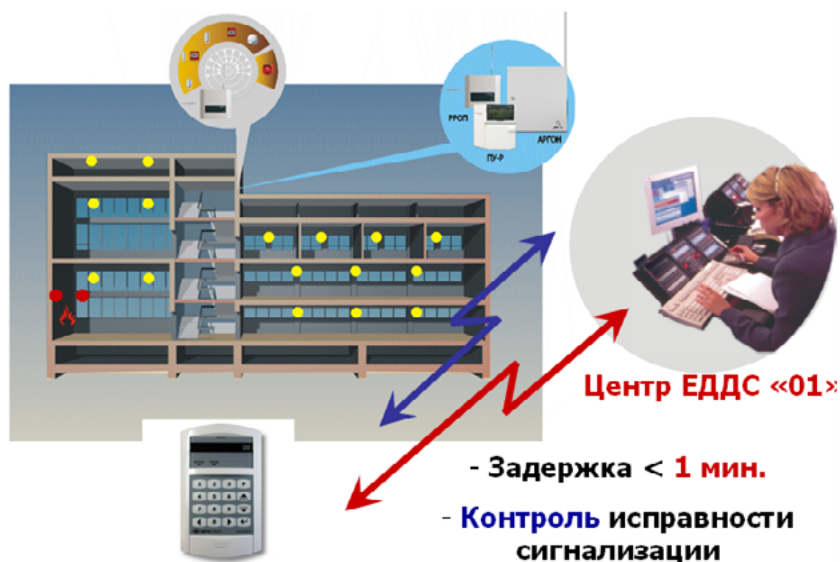 РРОП
ПУ-Р
АРГОН
Центр ЕДДС «01»
- Задержка < 1 мин.
- Контроль исправности
сигнализации